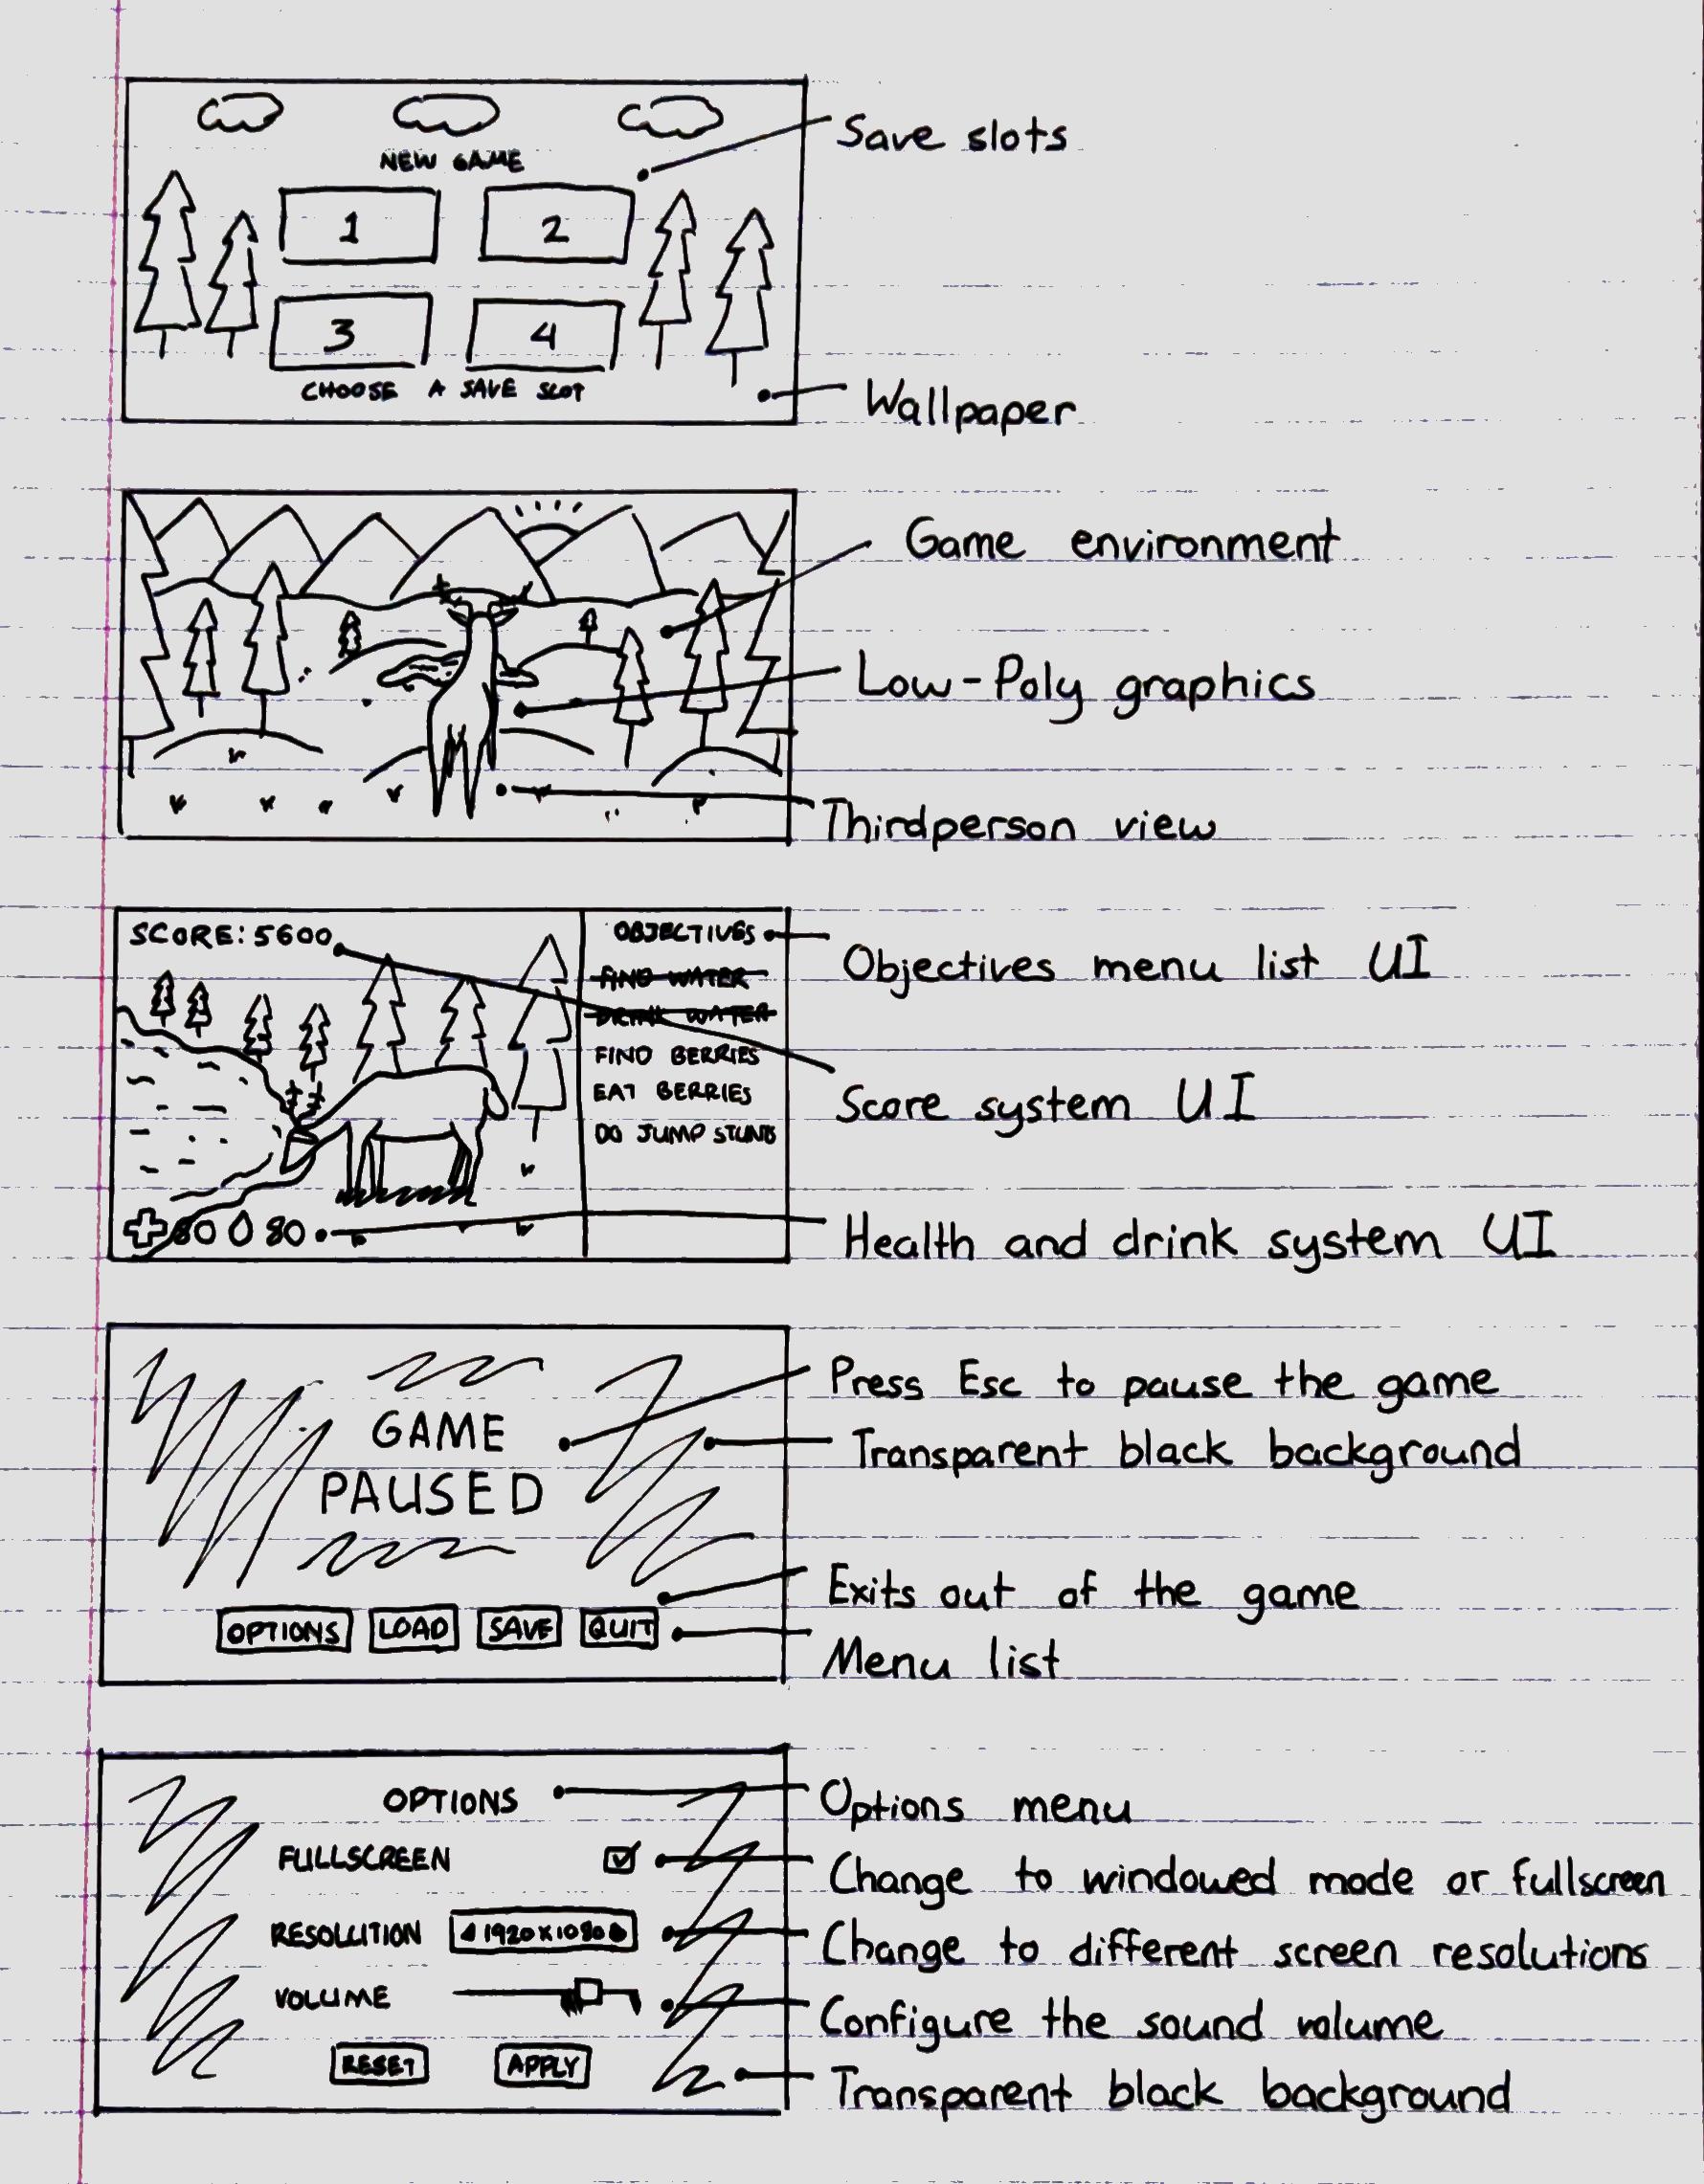 Save slots
NEW GAME
1 2
3 4
CHOOSE A SAVE SLOT
Wallpaper
Game environment
Low-Poly graphics
Thirdperson view
SCORE: 5600
OBJECTIVES
Objectives menu list UI
FIND WATER
DRINK WATER
FIND BERRIES
EAT BERRIES
Score system UI
DO JUMP STUNTS
80 80
Health and drink system UI
Press Esc to pause the game
GAME
Transparent black background
PAUSED
Exits out of the game
OPTIONS LOAD SAVE QUIT
Menu list
OPTIONS
Options menu
FULLSCREEN
Change to windowed mode or fullscreen
RESOLUTION 1920x1080
Change to different screen resolutions
VOLUME
Configure the sound volume
RESET APPLY
Transparent black background